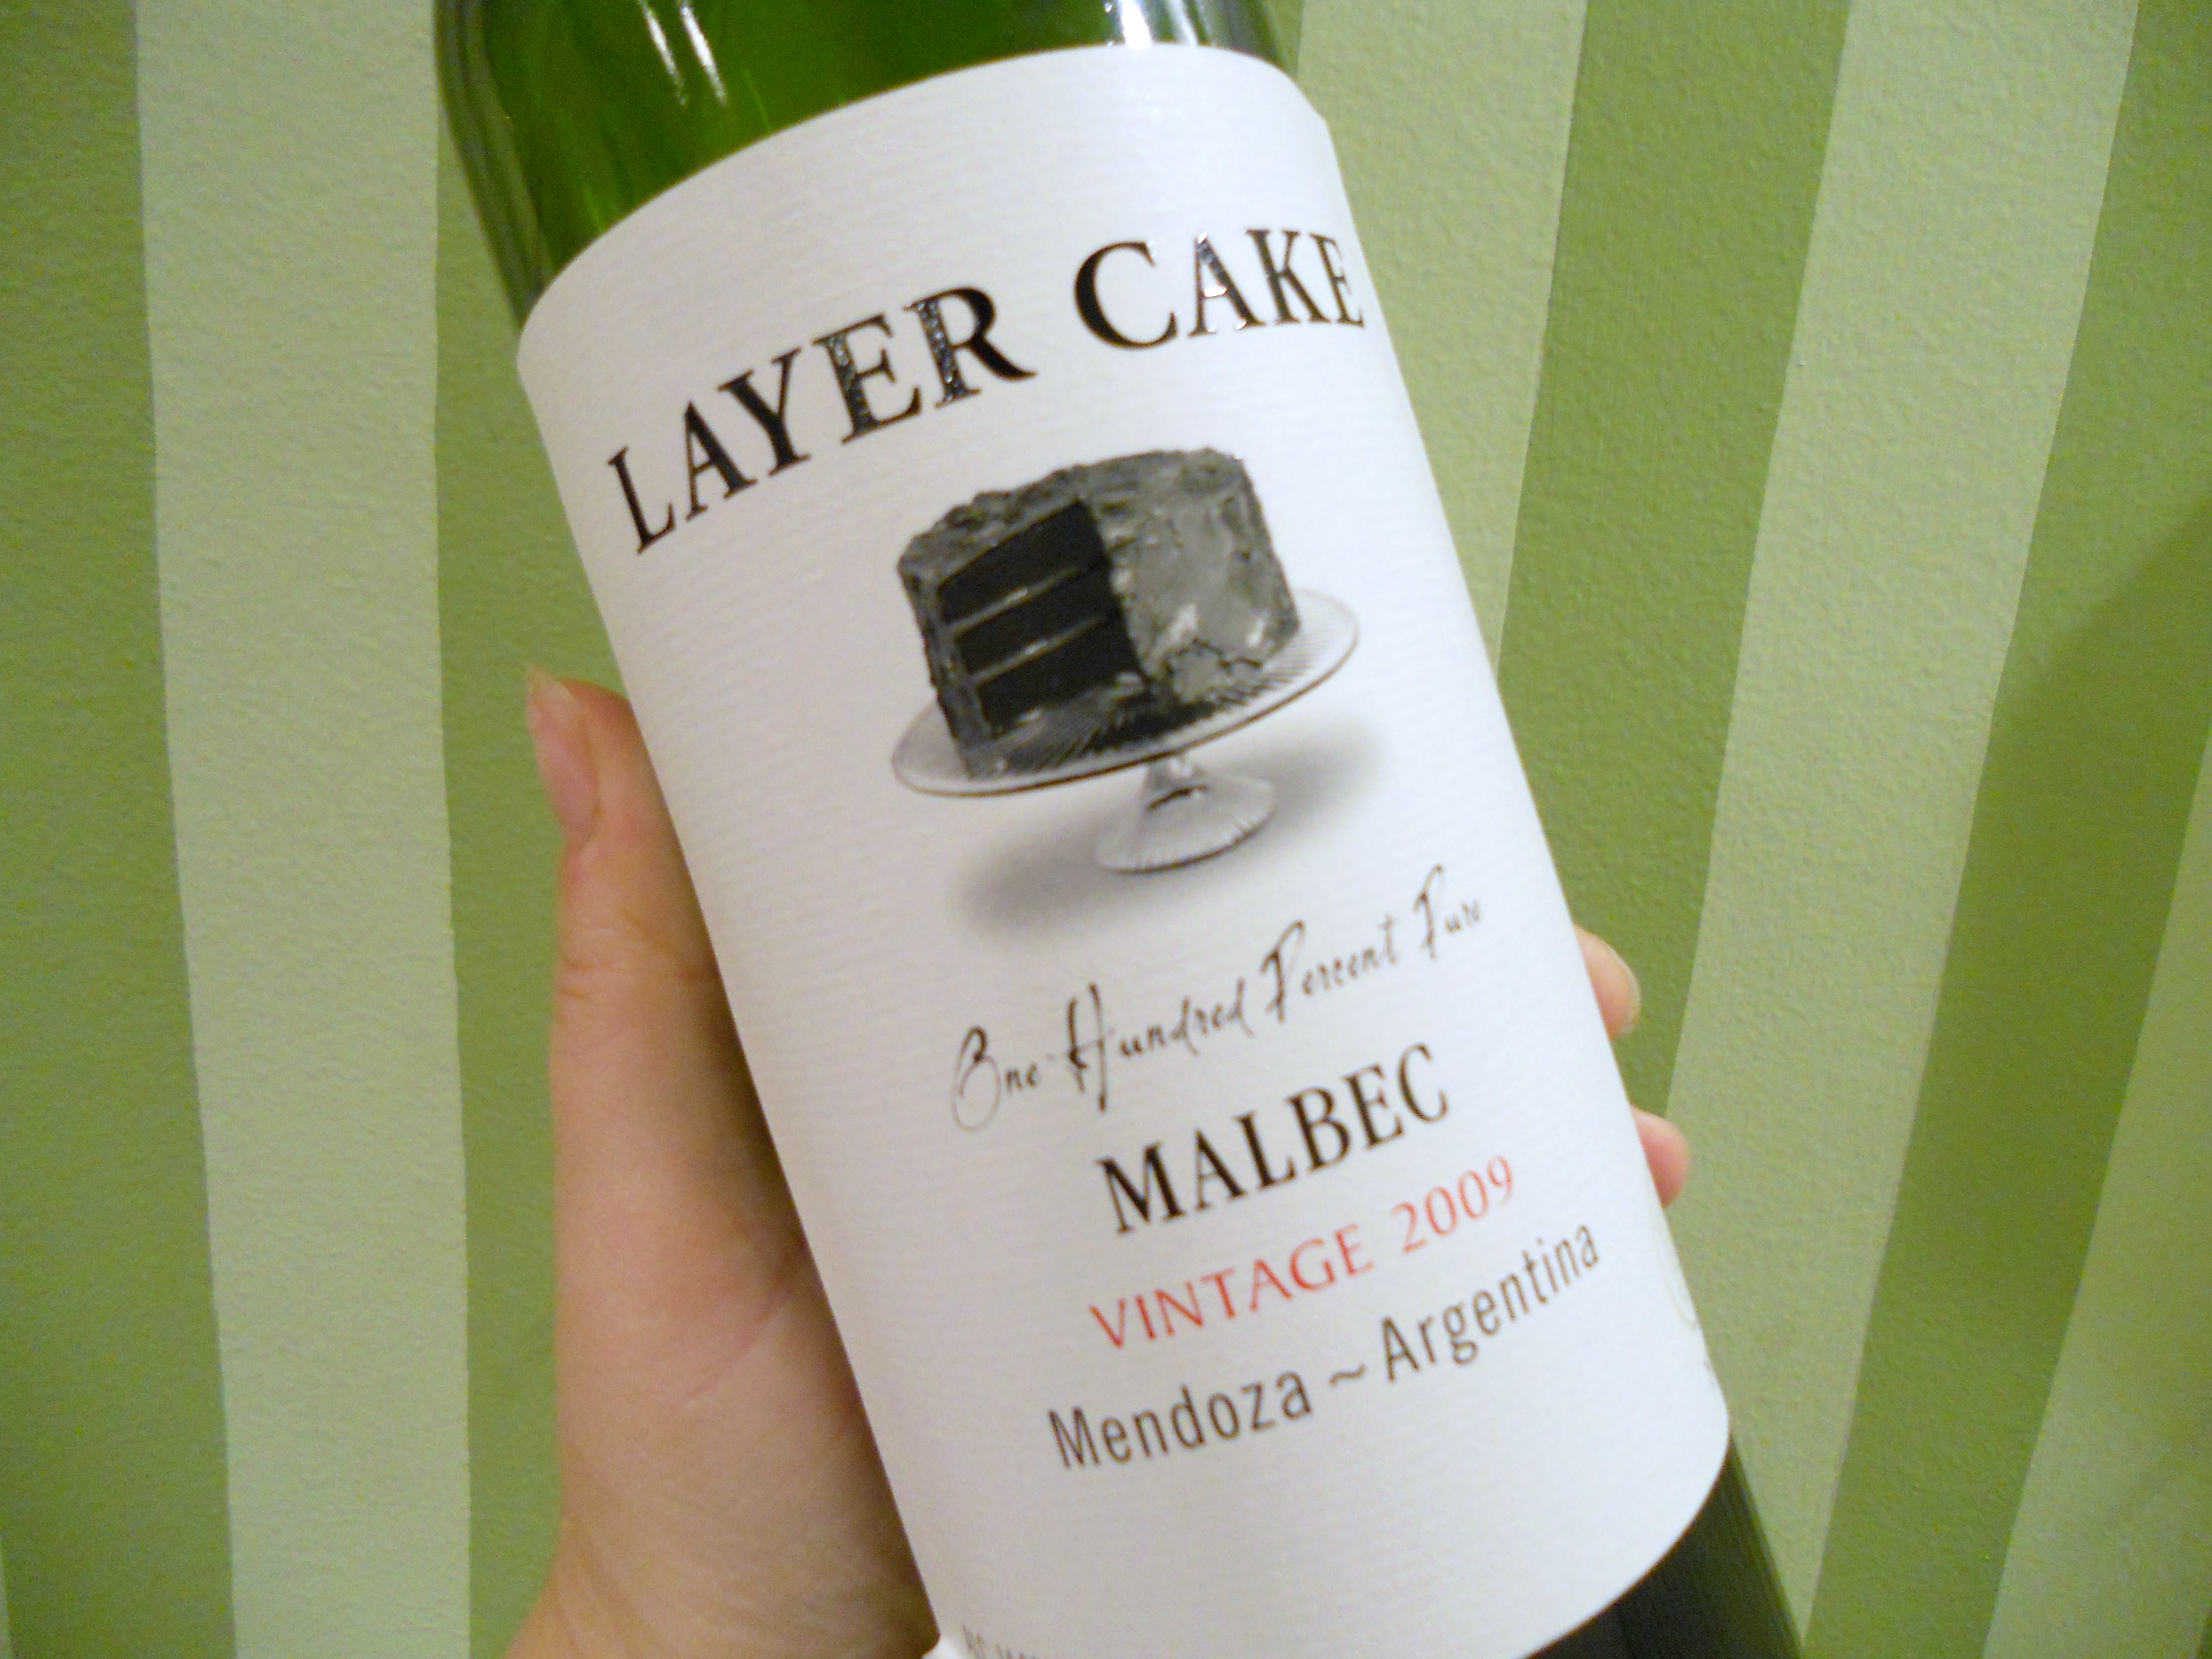 LAYER CAKE
One Hundred Percent Pure
MALBEC
VINTAGE 2009
Mendoza ~ Argentina